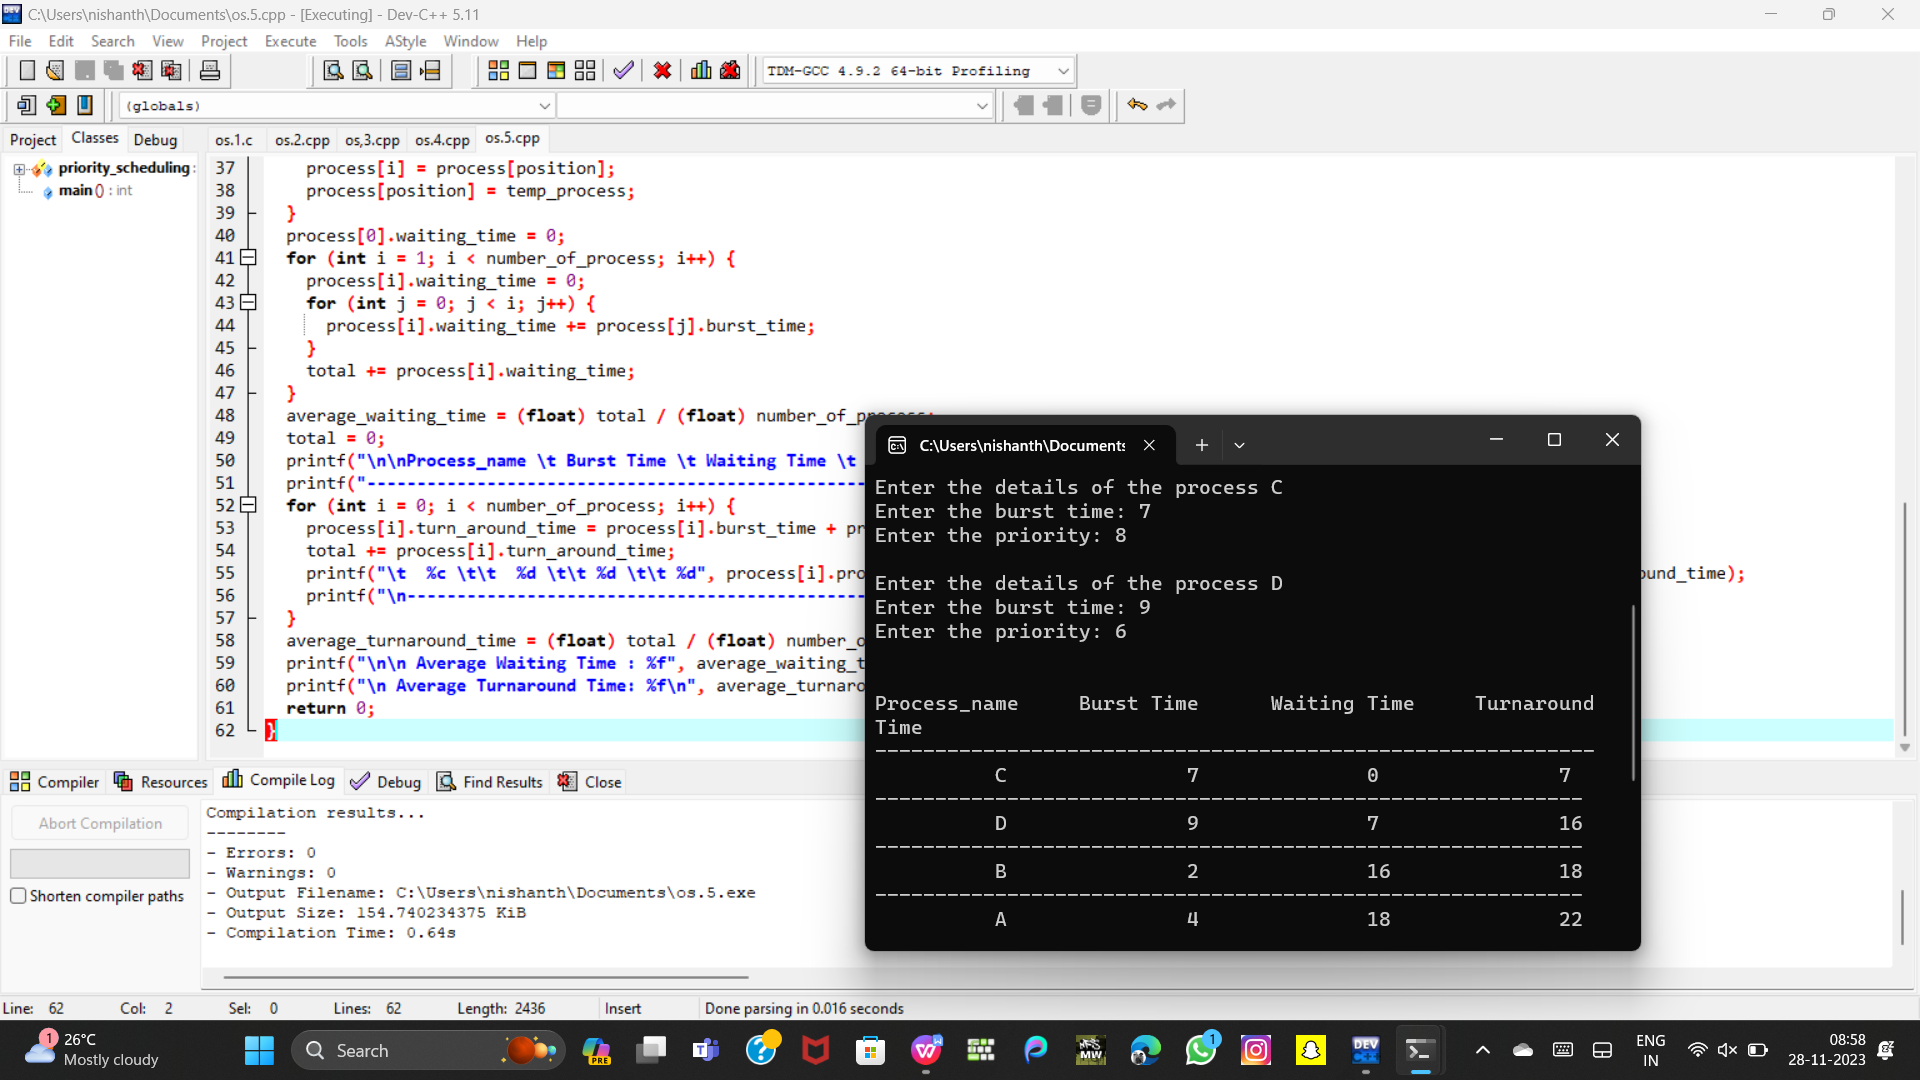 C:\Users\nishanth\Documents\os.5.cpp - [Executing] - Dev-C++ 5.11
File Edit Search View Project Execute Tools AStyle Window Help
TDM-GCC 4.9.2 64-bit Profiling
(globals)
Project Classes Debug
os.1.c os.2.cpp os,3.cpp os.4.cpp os.5.cpp
priority_scheduling :
main () : int
37 process[i] = process[position];
38 process[position] = temp_process;
39 }
40 process[0].waiting_time = 0;
41 for (int i = 1; i < number_of_process; i++) {
42 process[i].waiting_time = 0;
43 for (int j = 0; j < i; j++) {
44 process[i].waiting_time += process[j].burst_time;
45 }
46 total += process[i].waiting_time;
47 }
48 average_waiting_time = (float) total / (float) number_of_process;
49 total = 0;
50 printf("\n\nProcess_name \t Burst Time \t Waiting Time \t
51 printf("--------------------------------------------------
52 for (int i = 0; i < number_of_process; i++) {
53 process[i].turn_around_time = process[i].burst_time + pr
54 total += process[i].turn_around_time;
55 printf("\t  %c \t\t  %d \t\t %d \t\t %d", process[i].pro und_time);
56 printf("\n----------------------------------------------
57 }
58 average_turnaround_time = (float) total / (float) number_o
59 printf("\n\n Average Waiting Time : %f", average_waiting_t
60 printf("\n Average Turnaround Time: %f\n", average_turnaro
61 return 0;
62 }
C:\Users\nishanth\Documents
Enter the details of the process C
Enter the burst time: 7
Enter the priority: 8
Enter the details of the process D
Enter the burst time: 9
Enter the priority: 6
Process_name Burst Time Waiting Time Turnaround
Time
------------------------------------------------------------
C 7 0 7
-----------------------------------------------------------
D 9 7 16
-----------------------------------------------------------
B 2 16 18
-----------------------------------------------------------
A 4 18 22
Compiler Resources Compile Log Debug Find Results Close
Abort Compilation
Shorten compiler paths
Compilation results...
--------
- Errors: 0
- Warnings: 0
- Output Filename: C:\Users\nishanth\Documents\os.5.exe
- Output Size: 154.740234375 KiB
- Compilation Time: 0.64s
Line: 62 Col: 2 Sel: 0 Lines: 62 Length: 2436 Insert Done parsing in 0.016 seconds
1
26°C
Mostly cloudy
Search
PRE
MW
1
DEV
ENG
IN
08:58
28-11-2023